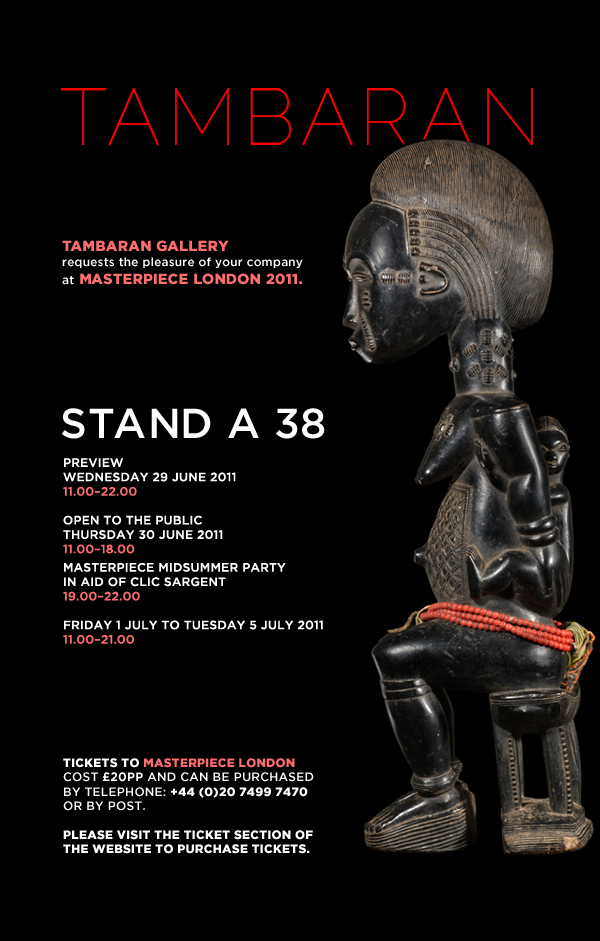 TAMBARAN
TAMBARAN GALLERY
requests the pleasure of your company
at MASTERPIECE LONDON 2011.
STAND A 38
PREVIEW
WEDNESDAY 29 JUNE 2011
11.00–22.00
OPEN TO THE PUBLIC
THURSDAY 30 JUNE 2011
11.00–18.00
MASTERPIECE MIDSUMMER PARTY
IN AID OF CLIC SARGENT
19.00–22.00
FRIDAY 1 JULY TO TUESDAY 5 JULY 2011
11.00–21.00
TICKETS TO MASTERPIECE LONDON
COST £20PP AND CAN BE PURCHASED
BY TELEPHONE: +44 (0)20 7499 7470
OR BY POST.
PLEASE VISIT THE TICKET SECTION OF
THE WEBSITE TO PURCHASE TICKETS.